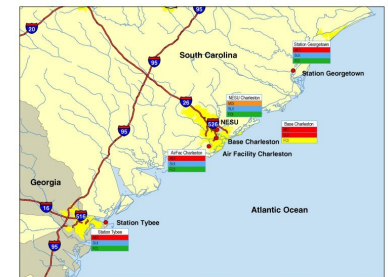 95
20
South Carolina
Station Georgetown
Station Georgetown
26
NESU Charleston
95
526
NESU
Base Charleston
Base Charleston
AirFac Charleston
Air Facility Charleston
Georgia
16
516
Station Tybee
Atlantic Ocean
Station Tybee
95